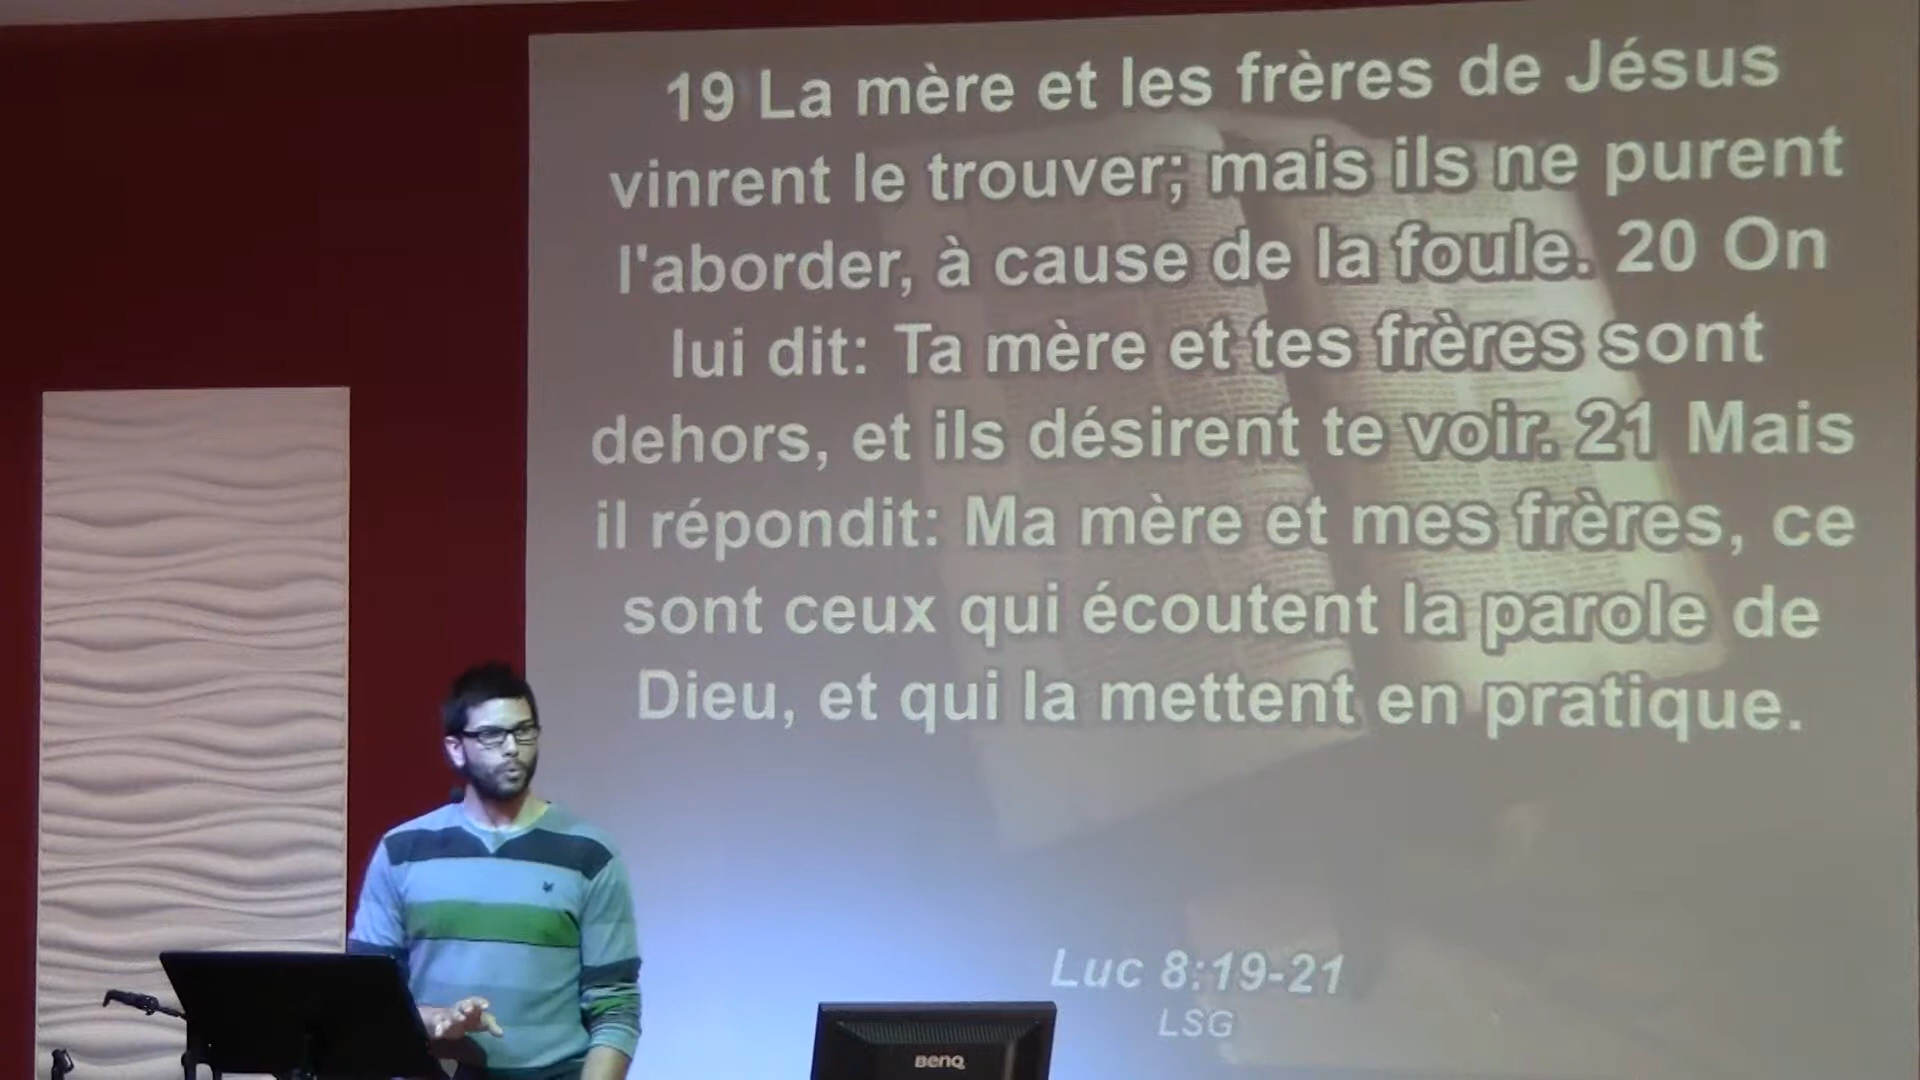 19 La mère et les frères de Jésus
vinrent le trouver; mais ils ne purent
l'aborder, à cause de la foule. 20 On
lui dit: Ta mère et tes frères sont
dehors, et ils désirent te voir. 21 Mais
il répondit: Ma mère et mes frères, ce
sont ceux qui écoutent la parole de
Dieu, et qui la mettent en pratique.
Luc 8:19-21
LSG
BenQ